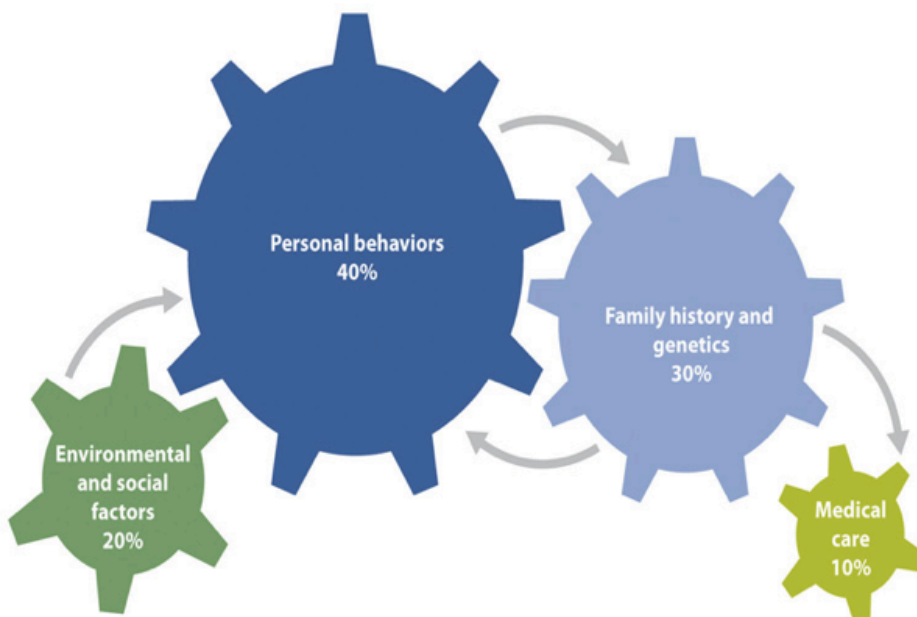 Personal behaviors
40%
Family history and
genetics
30%
Environmental
and social
factors
20%
Medical
care
10%